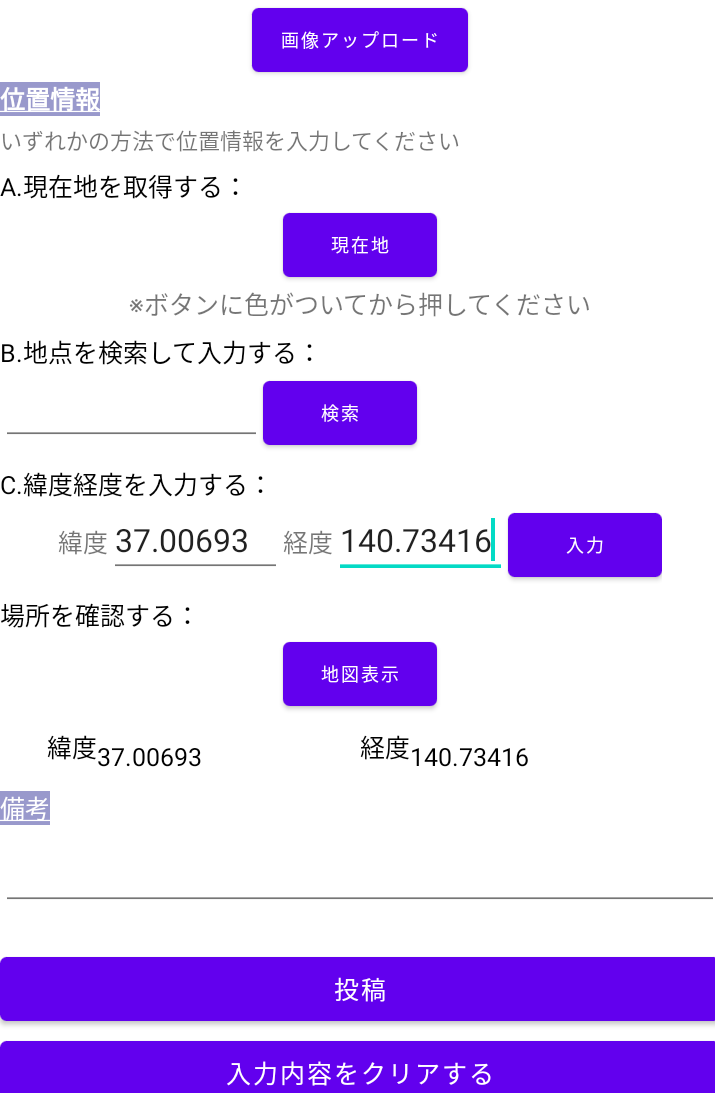 画像アップロード
位置情報
いずれかの方法で位置情報を入力してください
A.現在地を取得する：
現在地
※ボタンに色がついてから押してください
B.地点を検索して入力する：
検索
C.緯度経度を入力する：
緯度 37.00693 経度 140.73416 入力
場所を確認する：
地図表示
緯度37.00693 経度140.73416
備考
投稿
入力内容をクリアする